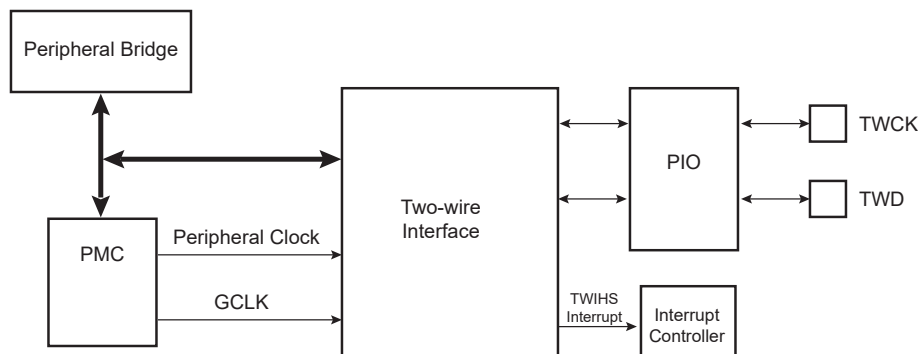 Peripheral Bridge
TWCK
PIO
TWD
Two-wire
Interface
PMC
Peripheral Clock
GCLK
TWIHS
Interrupt
Interrupt
Controller